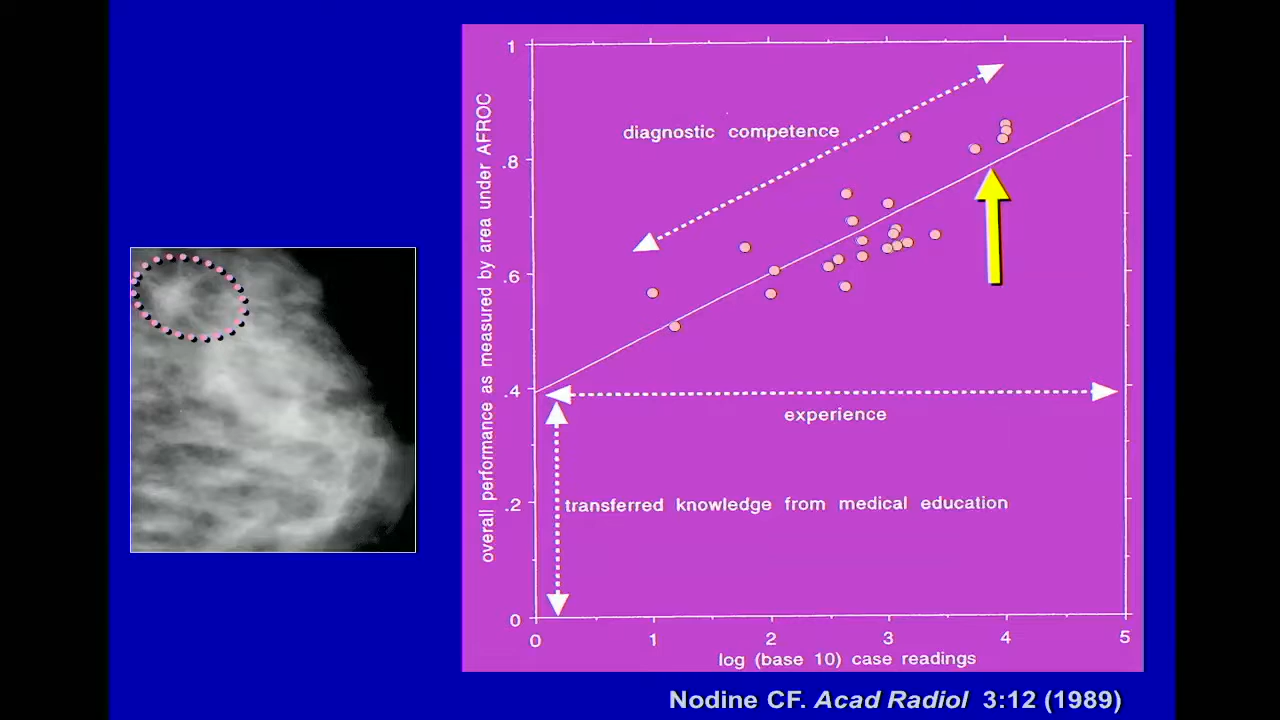 overall performance as measured by area under AFROC
1
.8
.6
.4
.2
0
diagnostic competence
experience
transferred knowledge from medical education
0 1 2 3 4 5
log (base 10) case readings
Nodine CF. Acad Radiol 3:12 (1989)